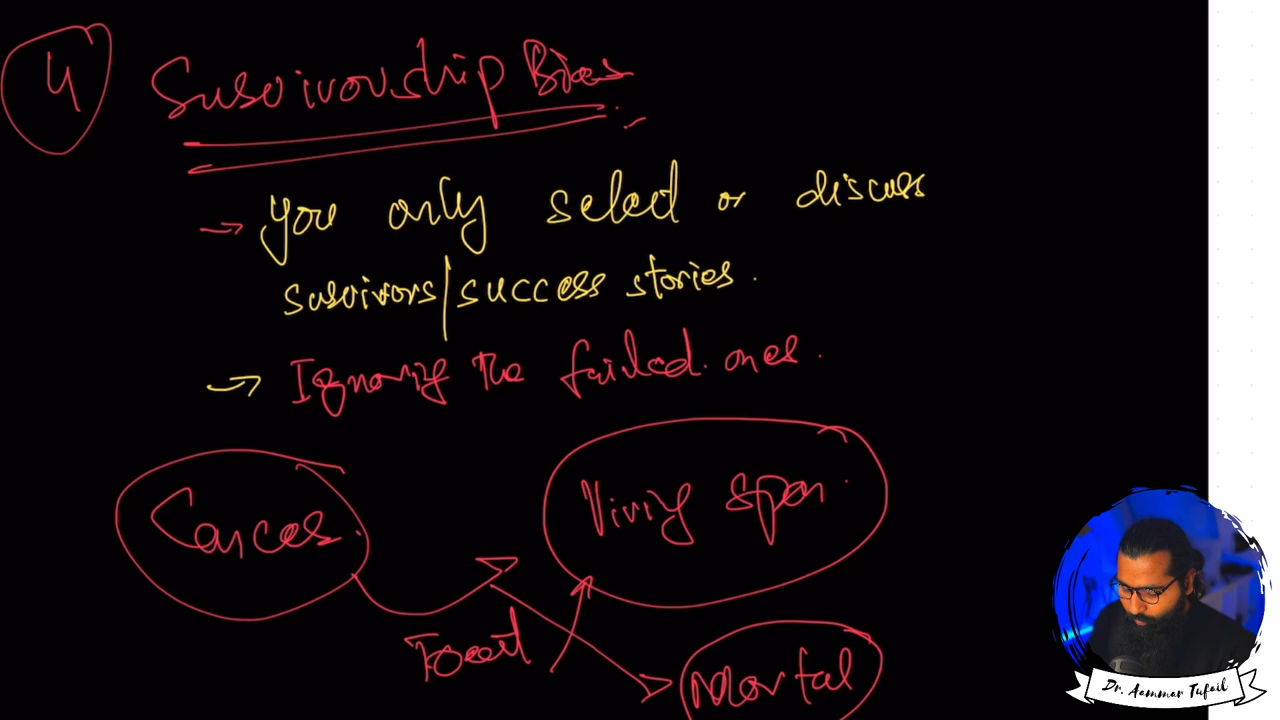 4
Survivorship Bias
→ You only select or discuss
survivors/success stories.
→ Ignoring the failed ones.
Cancer
living span.
Treat
Mortal
Dr. Aammar Tufail